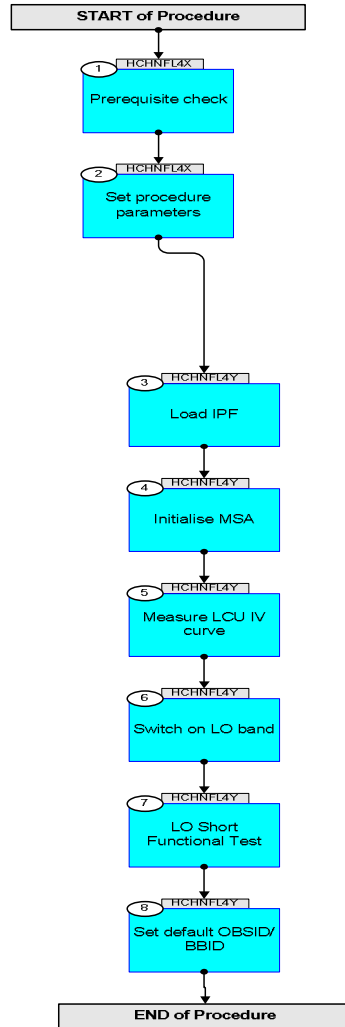 START of Procedure
HCHNFL4X
1
Prerequisite check
HCHNFL4X
2
Set procedure
parameters
HCHNFL4Y
3
Load IPF
HCHNFL4Y
4
Initialise MSA
HCHNFL4Y
5
Measure LCU IV
curve
HCHNFL4Y
6
Switch on LO band
HCHNFL4Y
7
LO Short
Functional Test
HCHNFL4Y
8
Set default OBSID/
BBID
END of Procedure